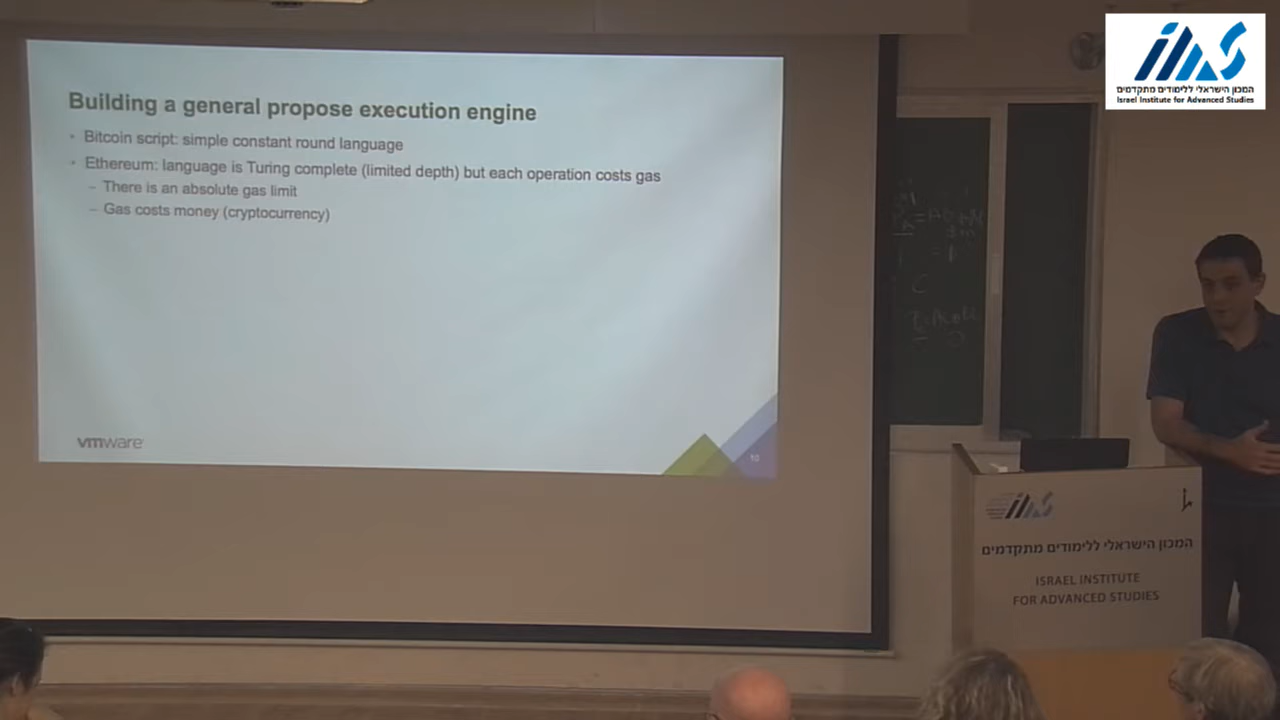 Building a general propose execution engine
• Bitcoin script: simple constant round language
• Ethereum: language is Turing complete (limited depth) but each operation costs gas
– There is an absolute gas limit
– Gas costs money (cryptocurrency)
vmware
10
ias
המכון הישראלי ללימודים מתקדמים
Israel Institute for Advanced Studies
ias
המכון הישראלי ללימודים מתקדמים
ISRAEL INSTITUTE
FOR ADVANCED STUDIES